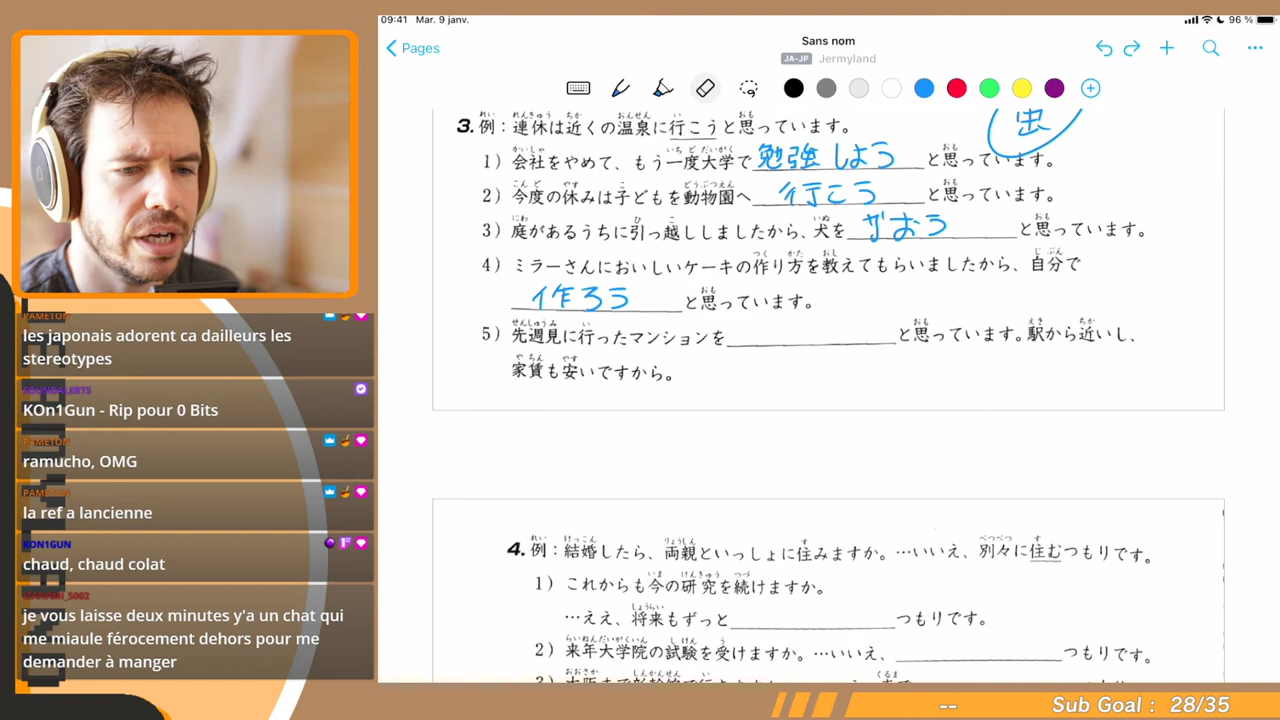 09:41 Mar. 9 janv.
96 %
Pages
Sans nom
JA-JP Jermyland
3. 例：連休は近くの温泉に行こうと思っています。
1) 会社をやめて、もう一度大学で 勉強しよう と思っています。
2) 今度の休みは子どもを動物園へ 行こう と思っています。
3) 庭があるうちに引っ越ししましたから、犬を おう と思っています。
4) ミラーさんにおいしいケーキの作り方を教えてもらいましたから、自分で
作ろう と思っています。
5) 先週見に行ったマンションを と思っています。駅から近いし、
家賃も安いですから。
4. 例：結婚したら、両親といっしょに住みますか。…いいえ、別々に住むつもりです。
1) これからも今の研究を続けますか。
…ええ、将来もずっと つもりです。
2) 来年大学院の試験を受けますか。…いいえ、 つもりです。
PAMETON
les japonais adorent ca dailleurs les
stereotypes
SOUNDALERTS
KOn1Gun - Rip pour 0 Bits
PAMETON
ramucho, OMG
PAMETON
la ref a lancienne
KON1GUN
chaud, chaud colat
je vous laisse deux minutes y'a un chat qui
me miaule férocement dehors pour me
demander à manger
-- Sub Goal : 28/35